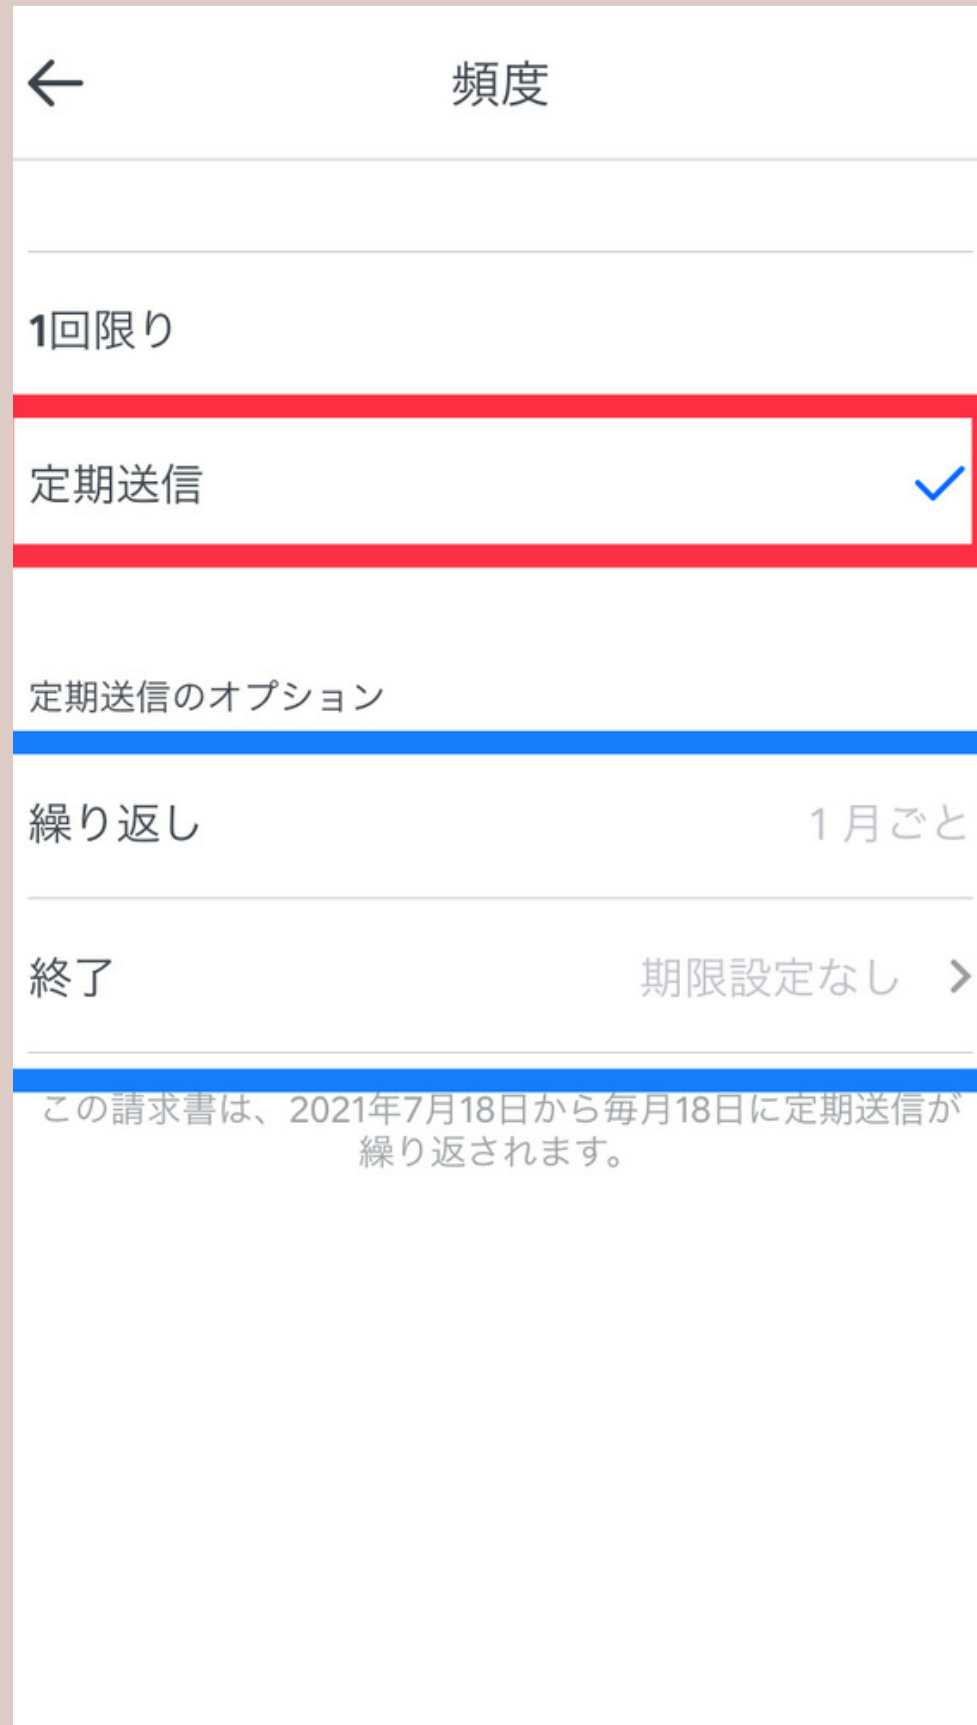 頻度
1回限り
定期送信
定期送信のオプション
繰り返し 1 月ごと
終了 期限設定なし
この請求書は、2021年7月18日から毎月18日に定期送信が
繰り返されます。